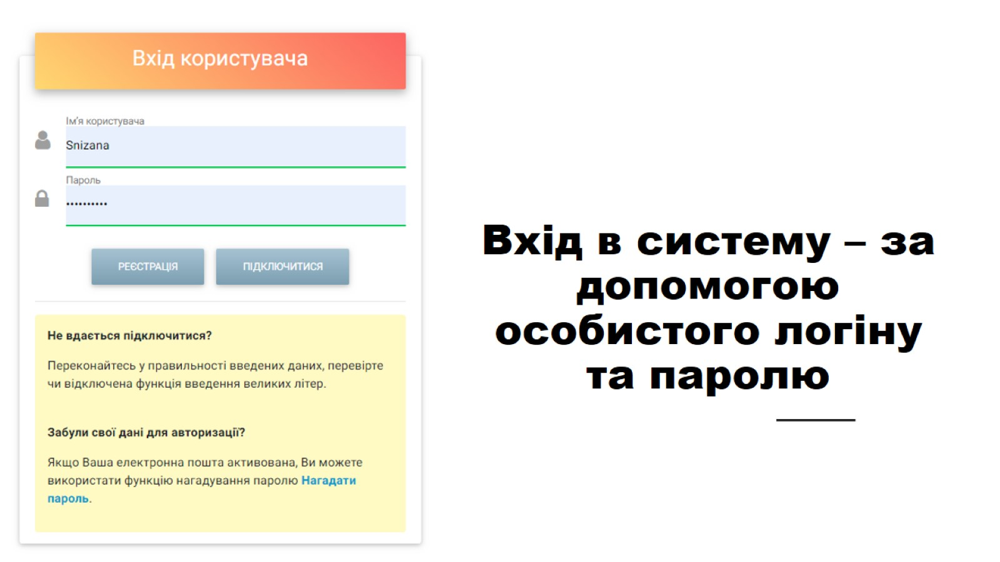 Вхід користувача
Ім'я користувача
Snizana
Пароль
••••••••••
РЕЄСТРАЦІЯ
ПІДКЛЮЧИТИСЯ
Не вдається підключитися?
Переконайтесь у правильності введених даних, перевірте
чи відключена функція введення великих літер.
Забули свої дані для авторизації?
Якщо Ваша електронна пошта активована, Ви можете
використати функцію нагадування паролю Нагадати
пароль.
Вхід в систему – за
допомогою
особистого логіну
та паролю